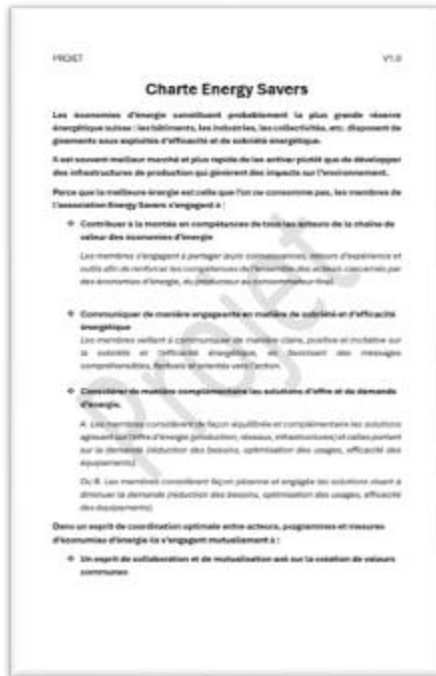 PROJET V1.0
Charte Energy Savers
Les économies d'énergie constituent probablement la plus grande réserve
énergétique suisse : les bâtiments, les industries, les collectivités, etc. disposent de
gisements sous exploités d'efficacité et de sobriété énergétique.
Il est souvent meilleur marché et plus rapide de les activer plutôt que de développer
des infrastructures de production qui génèrent des impacts sur l'environnement.
Parce que la meilleure énergie est celle que l'on ne consomme pas, les membres de
l'association Energy Savers s'engagent à :
❖ Contribuer à la montée en compétences de tous les acteurs de la chaîne de
valeur des économies d'énergie
Les membres s'engagent à partager leurs connaissances, retours d'expérience et
outils afin de renforcer les compétences de l'ensemble des acteurs concernés par
des économies d'énergie, du producteur au consommateur final.
❖ Communiquer de manière engageante en matière de sobriété et d'efficacité
énergétique
Les membres veillent à communiquer de manière claire, positive et incitative sur
la sobriété et l'efficacité énergétique, en favorisant des messages
compréhensibles, factuels et orientés vers l'action.
❖ Considérer de manière complémentaire les solutions d'offre et de demande
d'énergie.
A. Les membres considèrent de façon équilibrée et complémentaire les solutions
agissant sur l'offre d'énergie (production, réseaux, infrastructures) et celles portant
sur la demande (réduction des besoins, optimisation des usages, efficacité des
équipements)
Ou B. Les membres considèrent façon pérenne et engagée les solutions visant à
diminuer la demande (réduction des besoins, optimisation des usages, efficacité
des équipements).
Dans un esprit de coordination optimale entre acteurs, programmes et mesures
d'économies d'énergie ils s'engagent mutuellement à :
❖ Un esprit de collaboration et de mutualisation axé sur la création de valeurs
communes
Projet